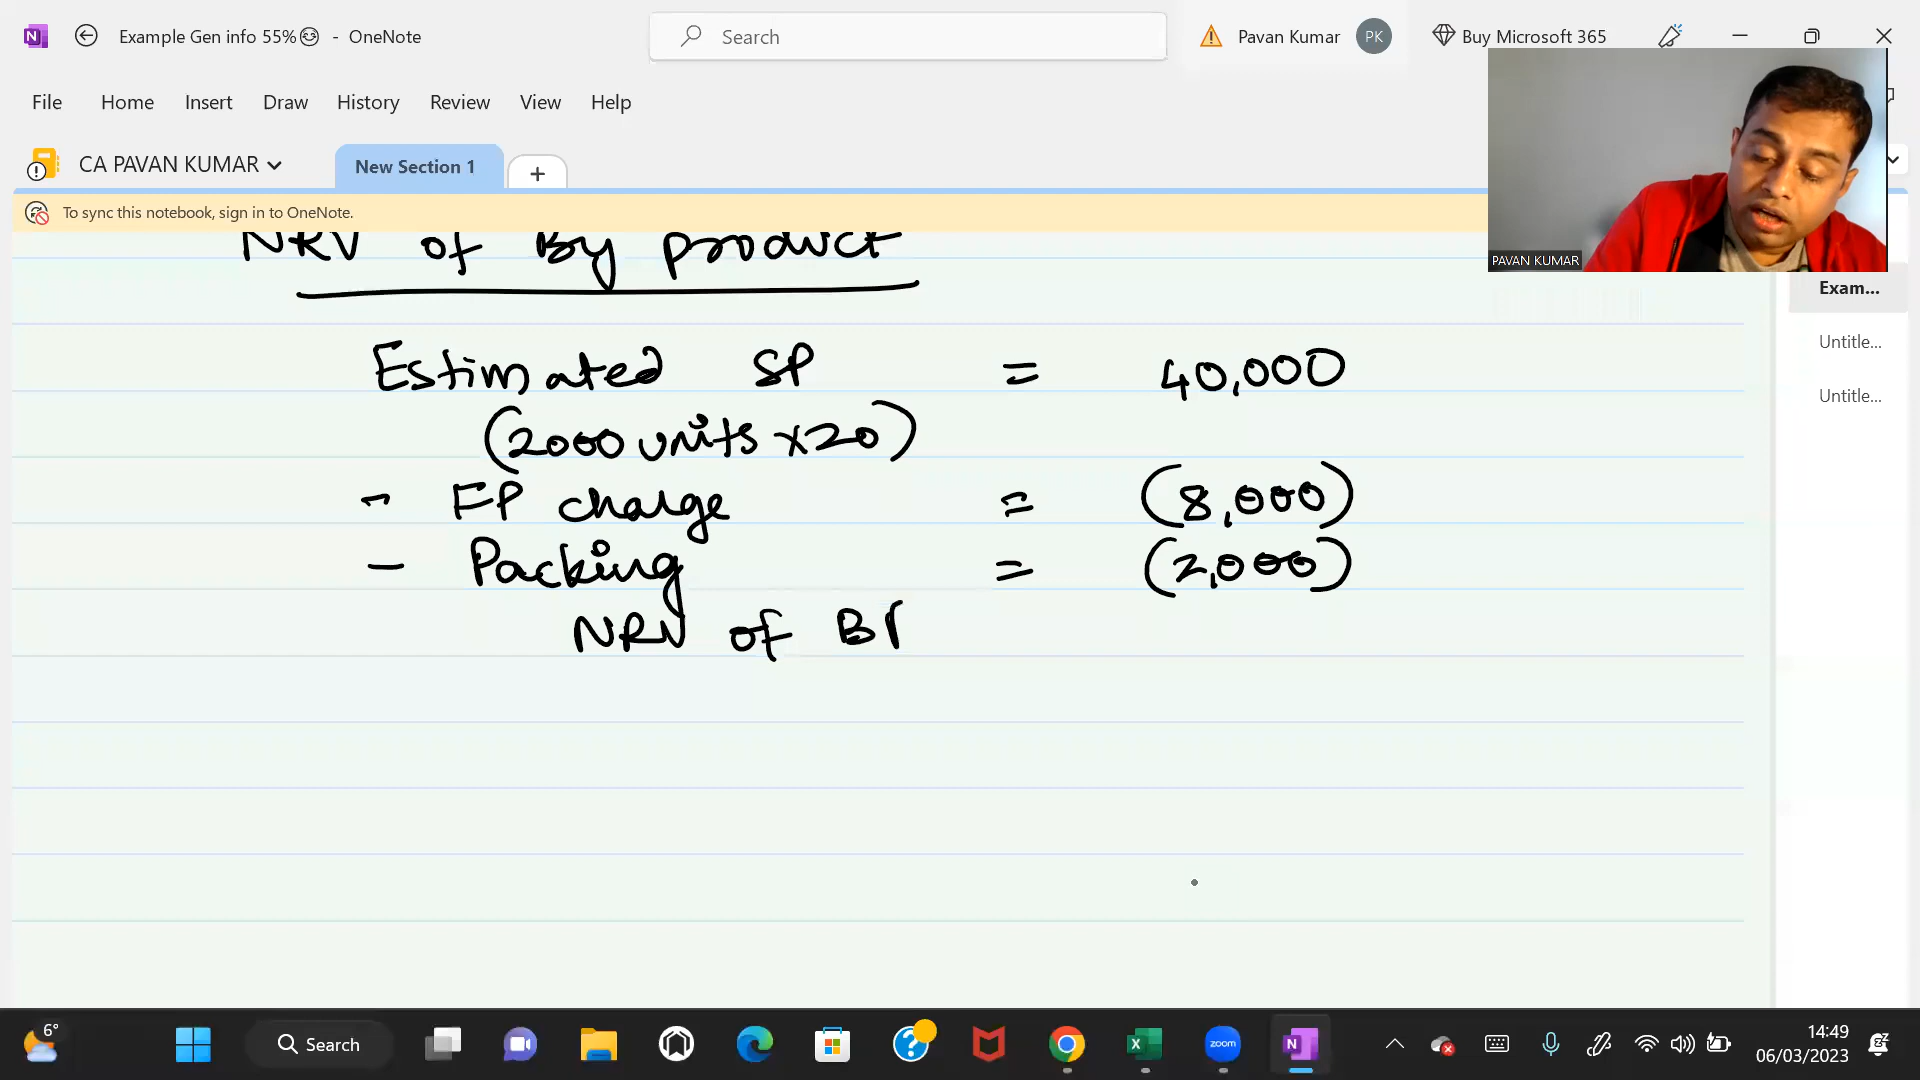 Example Gen info 55%😊 - OneNote
Search
Pavan Kumar
PK
Buy Microsoft 365
File Home Insert Draw History Review View Help
CA PAVAN KUMAR
New Section 1
+
To sync this notebook, sign in to OneNote.
PAVAN KUMAR
Exam...
Untitle...
Untitle...
NRV of By product
Estimated SP = 40,000
(2000 units x 20)
- FP charge = (8,000)
- Packing = (2,000)
NRV of BP
6°
Search
zoom
14:49
06/03/2023